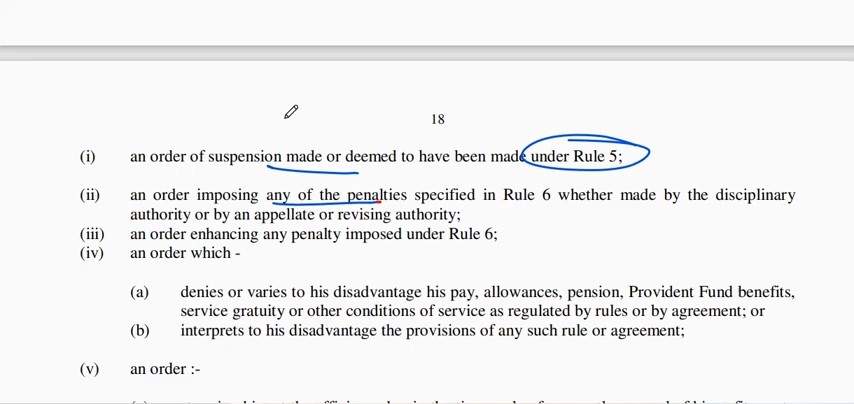 18
(i) an order of suspension made or deemed to have been made under Rule 5;
(ii) an order imposing any of the penalties specified in Rule 6 whether made by the disciplinary
authority or by an appellate or revising authority;
(iii) an order enhancing any penalty imposed under Rule 6;
(iv) an order which -
(a) denies or varies to his disadvantage his pay, allowances, pension, Provident Fund benefits,
service gratuity or other conditions of service as regulated by rules or by agreement; or
(b) interprets to his disadvantage the provisions of any such rule or agreement;
(v) an order :-